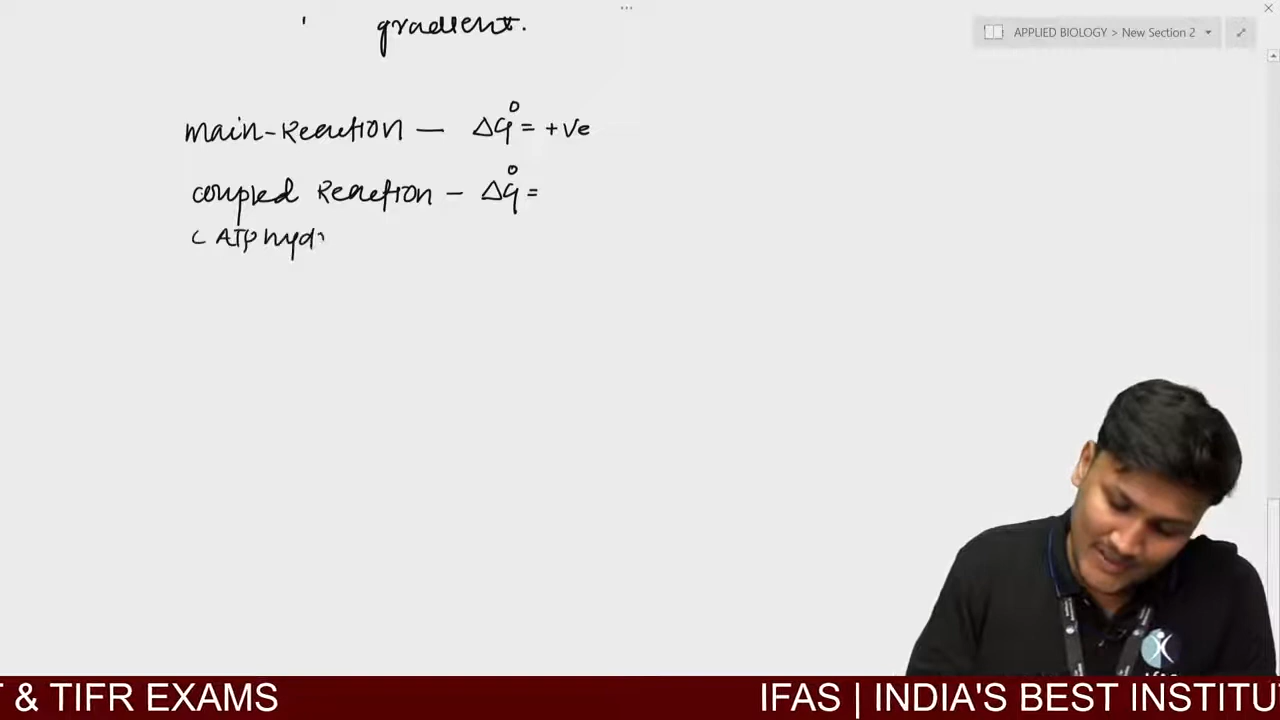 gradient.
APPLIED BIOLOGY > New Section 2
main-Reaction — ΔG° = +ve
coupled Reaction – ΔG° =
( ATP hyd
T & TIFR EXAMS
IFAS | INDIA'S BEST INSTITU